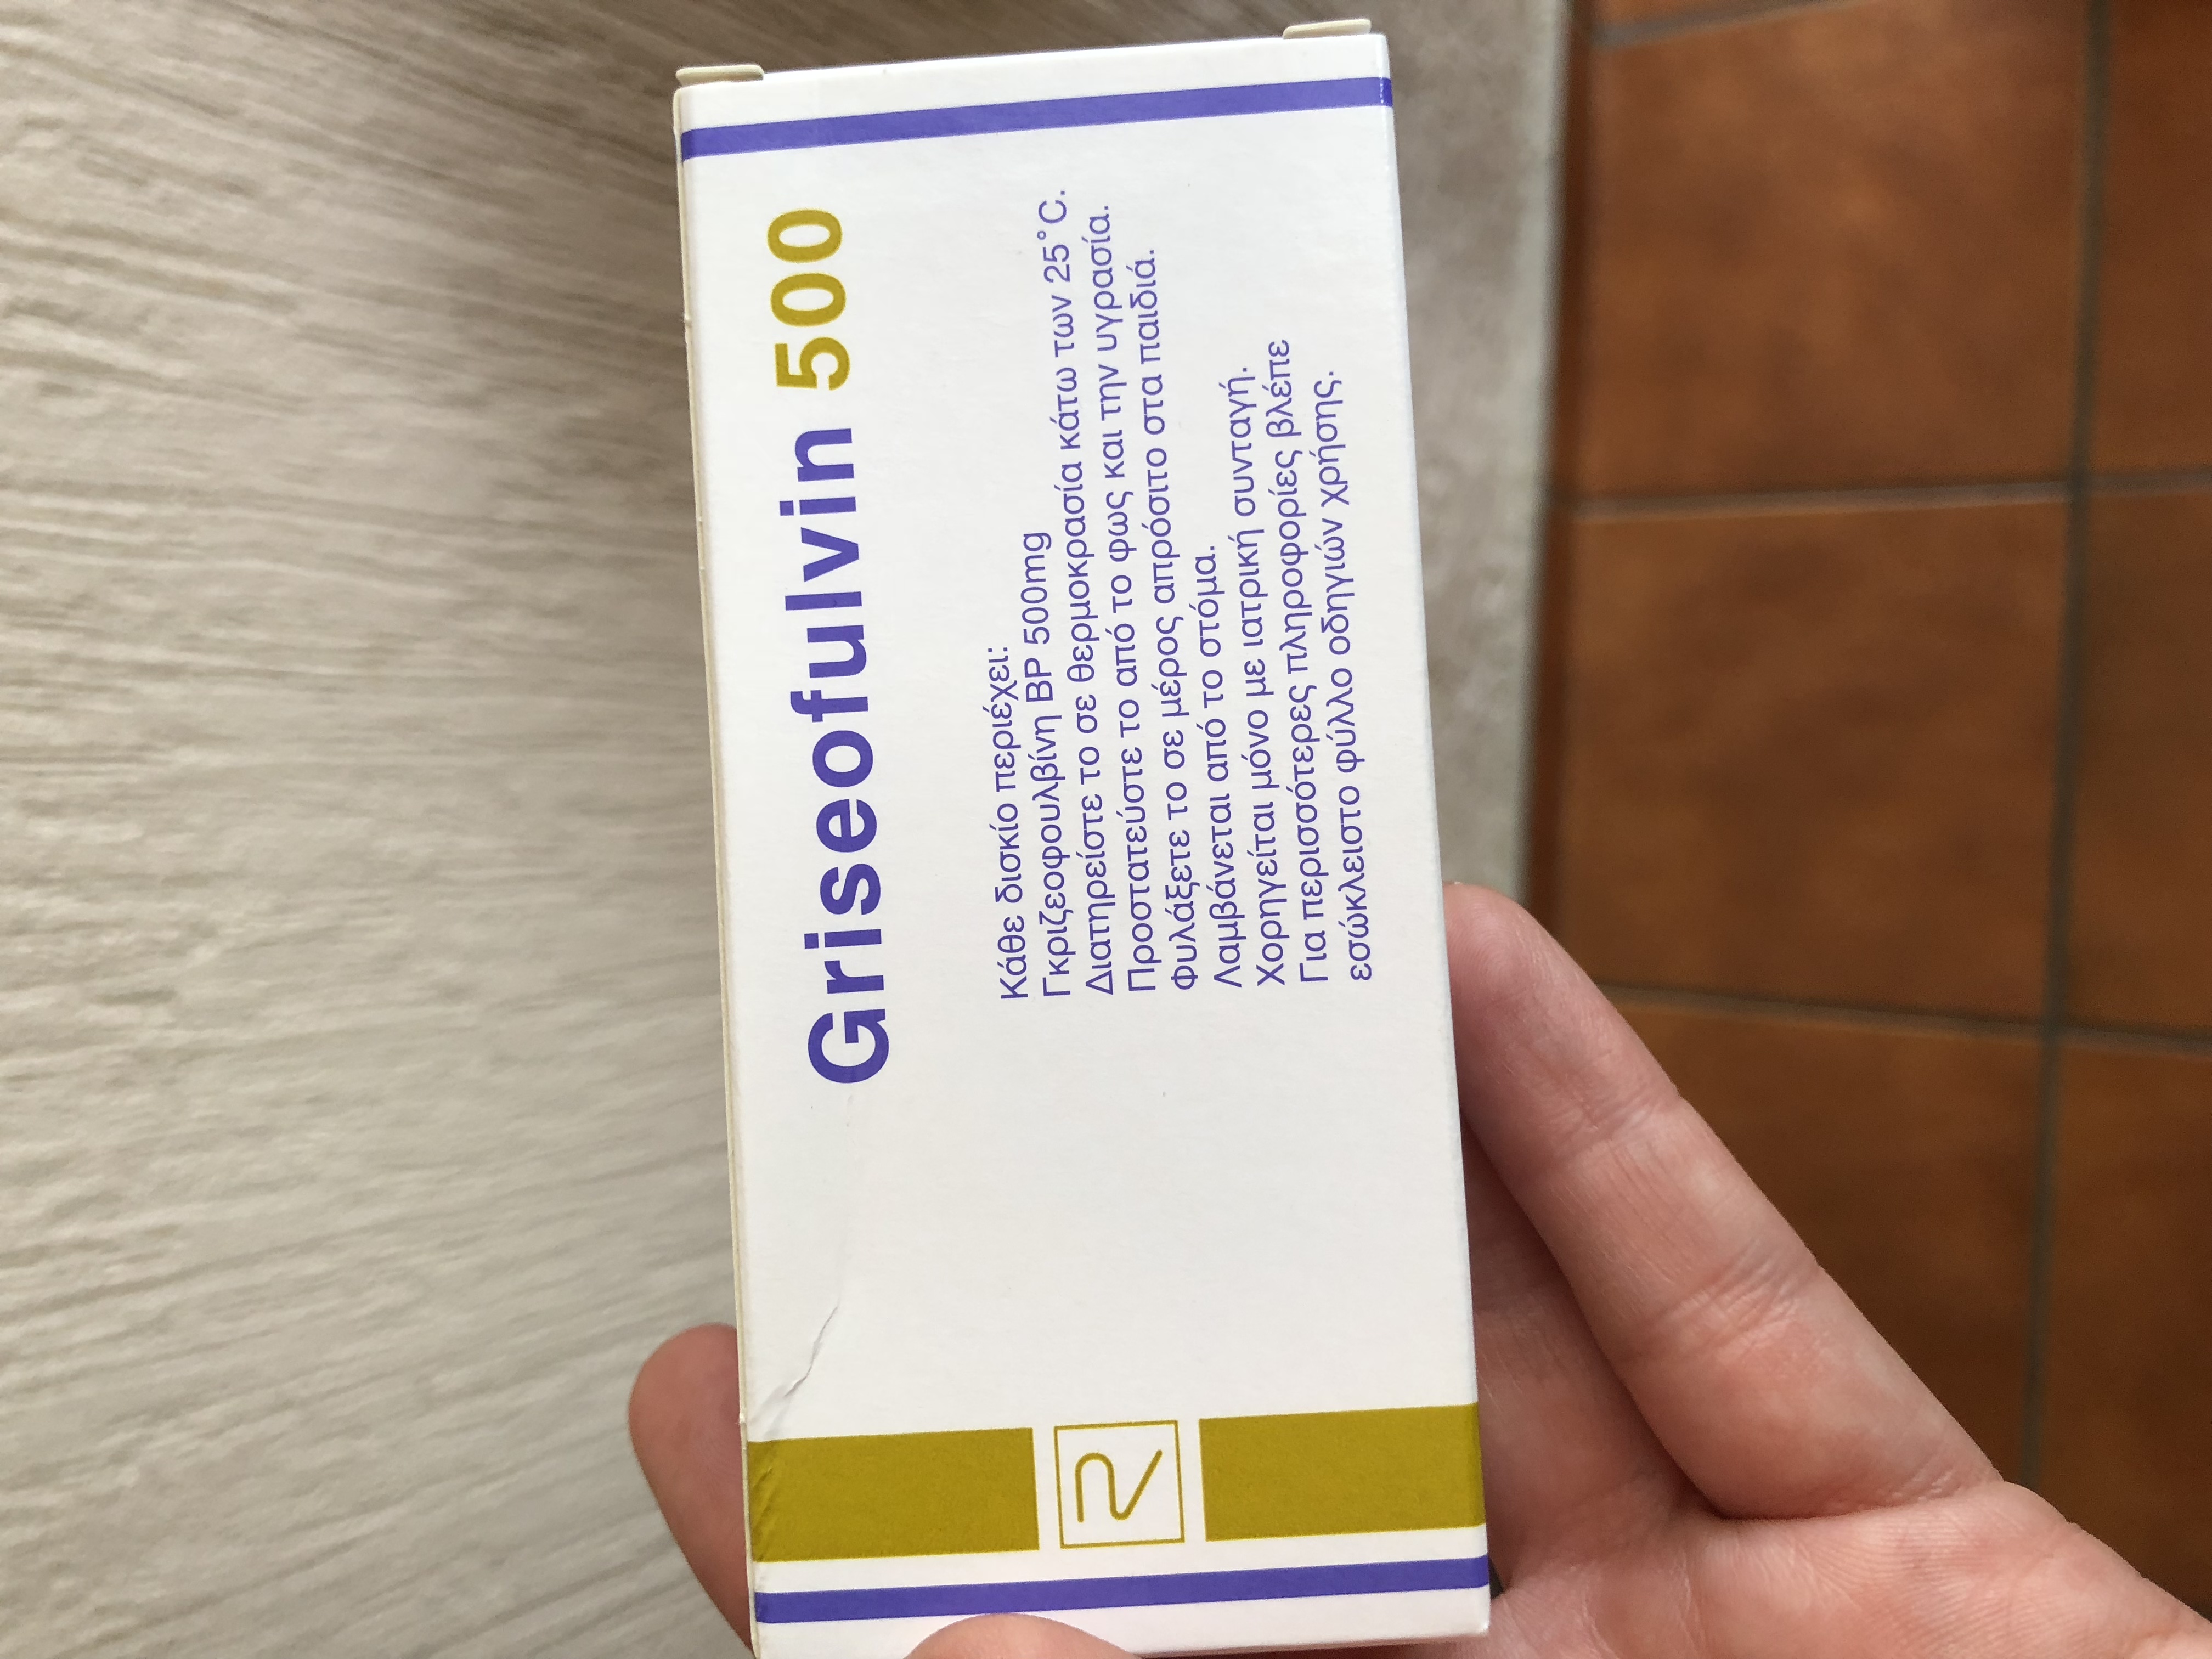 Griseofulvin 500
Κάθε δισκίο περιέχει:
Γκριζεοφουλβίνη BP 500mg
Διατηρείστε το σε θερμοκρασία κάτω των 25°C.
Προστατεύστε το από το φως και την υγρασία.
Φυλάξετε το σε μέρος απρόσιτο στα παιδιά.
Λαμβάνεται από το στόμα.
Χορηγείται μόνο με ιατρική συνταγή.
Για περισσότερες πληροφορίες βλέπε
εσώκλειστο φύλλο οδηγιών χρήσης.